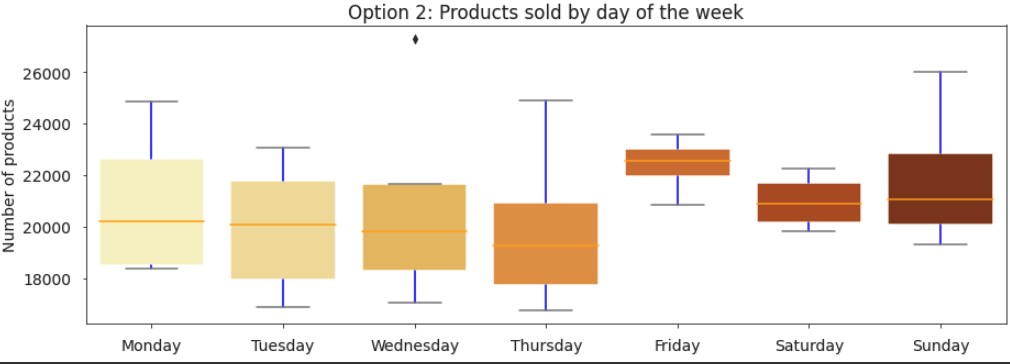 Option 2: Products sold by day of the week
Number of products
26000
24000
22000
20000
18000
Monday Tuesday Wednesday Thursday Friday Saturday Sunday